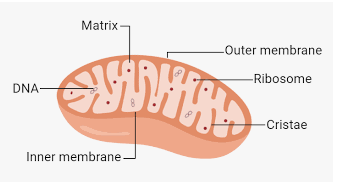 Matrix
Outer membrane
Ribosome
DNA
Cristae
Inner membrane